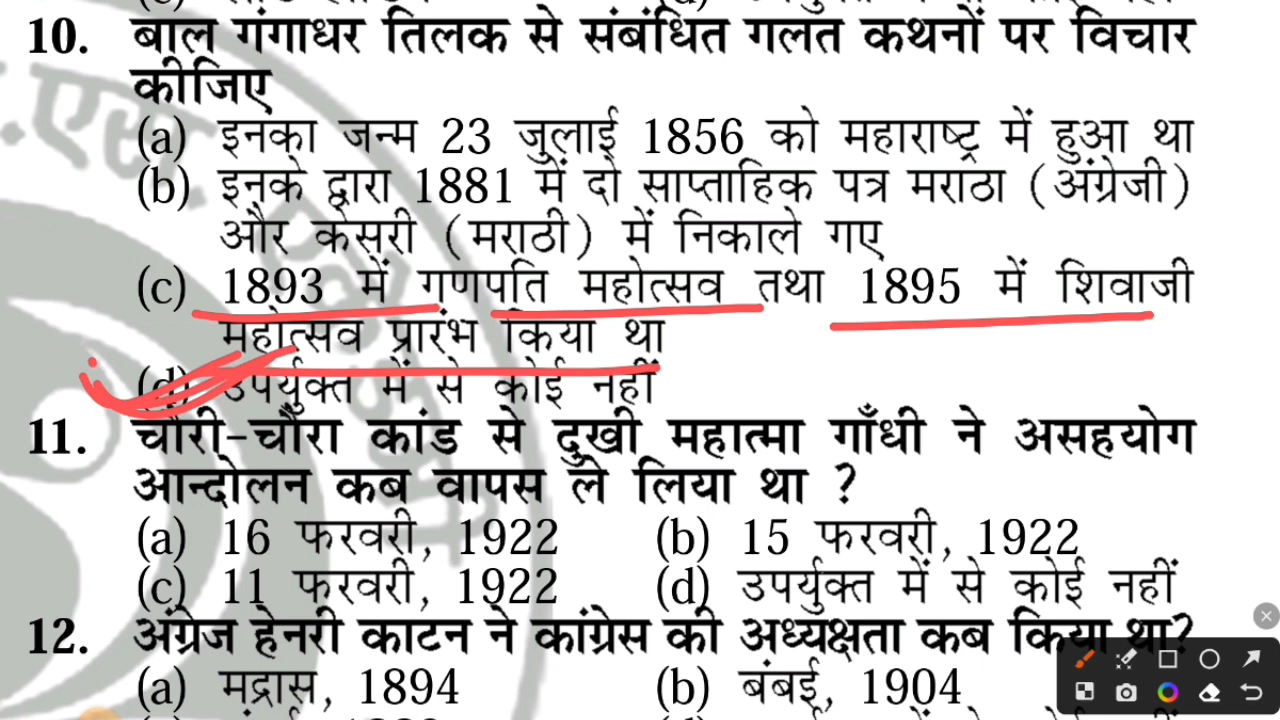 10. बाल गंगाधर तिलक से संबंधित गलत कथनों पर विचार
कीजिए
(a) इनका जन्म 23 जुलाई 1856 को महाराष्ट्र में हुआ था
(b) इनके द्वारा 1881 में दो साप्ताहिक पत्र मराठा (अंग्रेजी)
और केसरी (मराठी) में निकाले गए
(c) 1893 में गणपति महोत्सव तथा 1895 में शिवाजी
महोत्सव प्रारंभ किया था
(d) उपर्युक्त में से कोई नहीं
11. चौरी-चौरा कांड से दुखी महात्मा गाँधी ने असहयोग
आन्दोलन कब वापस ले लिया था ?
(a) 16 फरवरी, 1922 (b) 15 फरवरी, 1922
(c) 11 फरवरी, 1922 (d) उपर्युक्त में से कोई नहीं
12. अंग्रेज हेनरी काटन ने कांग्रेस की अध्यक्षता कब किया था?
(a) मद्रास, 1894 (b) बंबई, 1904